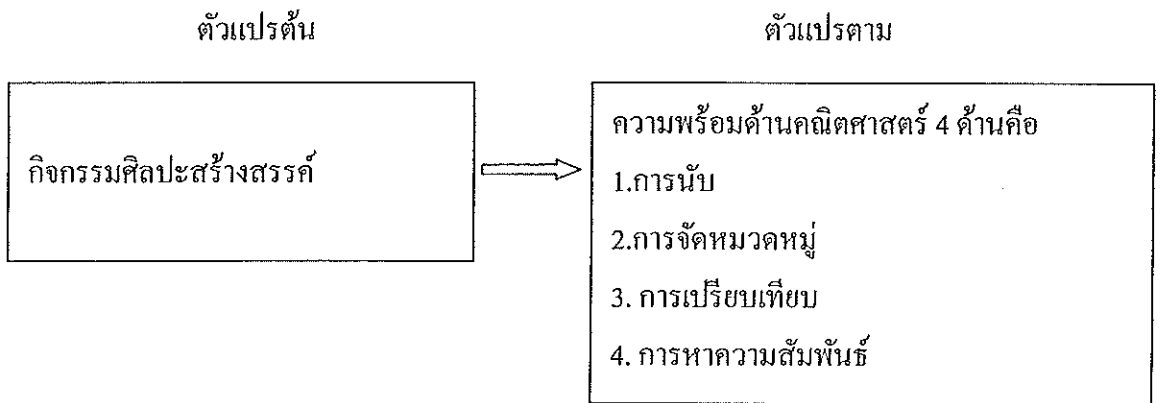 ตัวแปรต้น
ตัวแปรตาม
กิจกรรมศิลปะสร้างสรรค์
ความพร้อมด้านคณิตศาสตร์ 4 ด้านคือ
1.การนับ
2.การจัดหมวดหมู่
3. การเปรียบเทียบ
4. การหาความสัมพันธ์